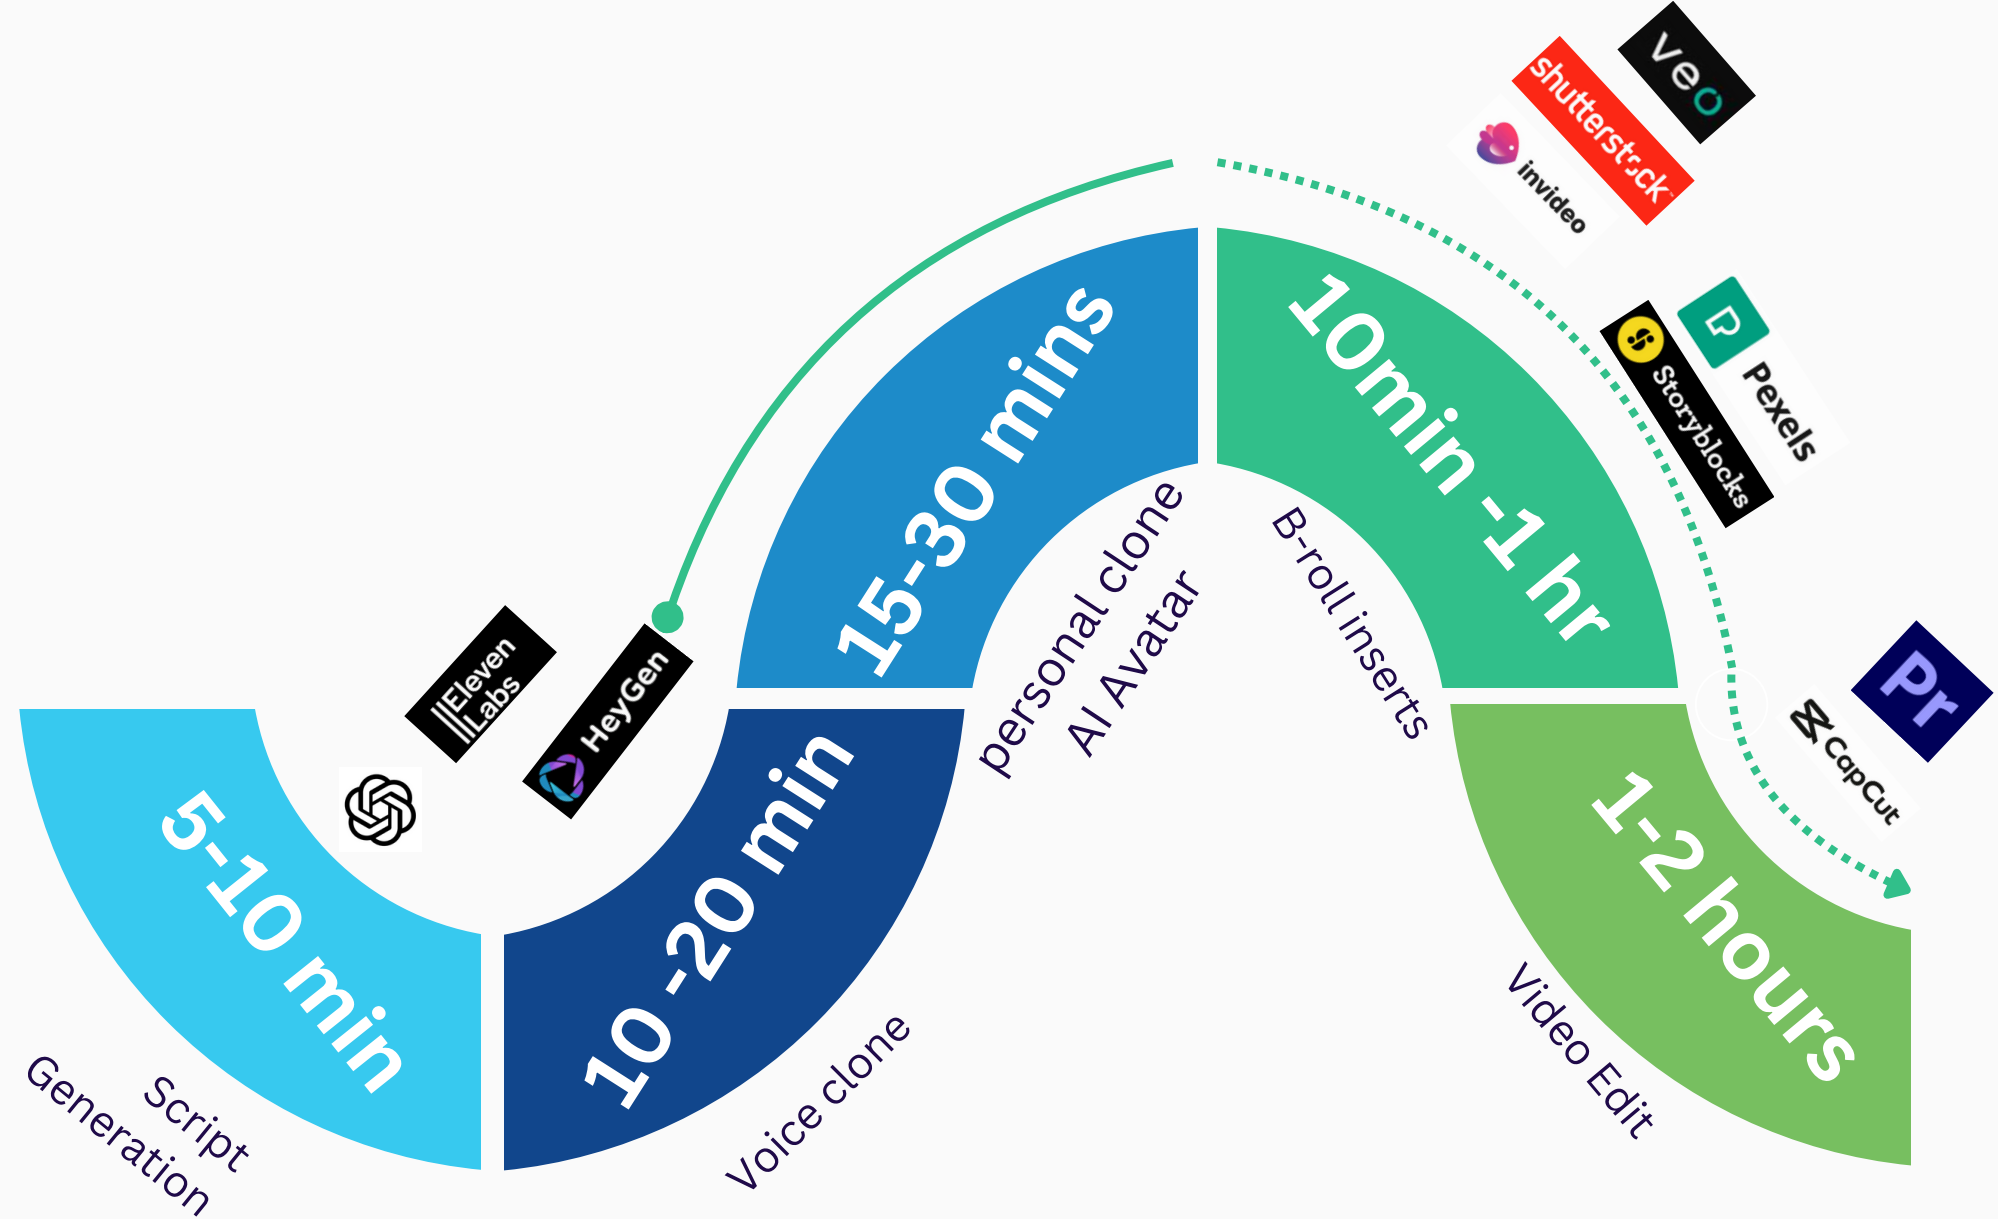 5-10 min
Script
Generation
||Eleven
||Labs
HeyGen
10 -20 min
Voice clone
15-30 mins
personal clone
AI Avatar
10min -1 hr
B-roll inserts
veo
shutterstock
invideo
Pexels
Storyblocks
1-2 hours
Video Edit
Pr
CapCut